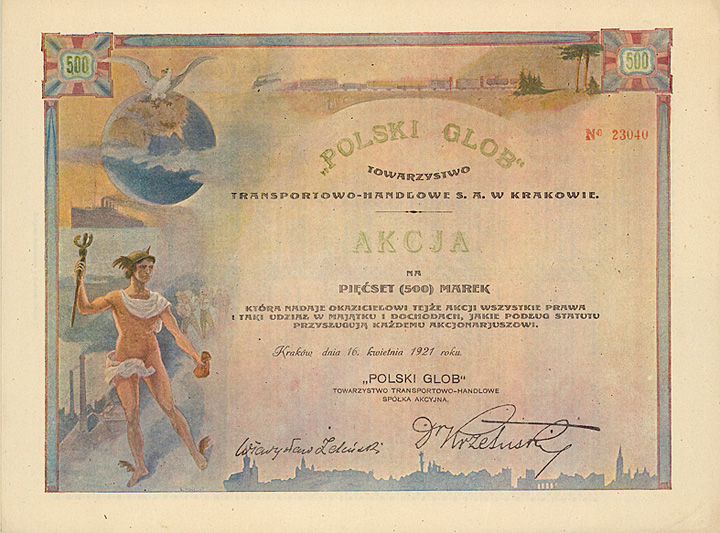 500
500
Nº 23040
„POLSKI GLOB"
TOWARZYSTWO
TRANSPORTOWO-HANDLOWE S. A. W KRAKOWIE.
AKCJA
NA
PIĘĆSET (500) MAREK
KTÓRA NADAJE OKAZICIELOWI TEJŻE AKCJI WSZYSTKIE PRAWA
I TAKI UDZIAŁ W MAJĄTKU I DOCHODACH, JAKIE PODŁUG STATUTU
PRZYSŁUGUJĄ KAŻDEMU AKCJONARJUSZOWI.
Kraków dnia 16. kwietnia 1921 roku.
„POLSKI GLOB"
TOWARZYSTWO TRANSPORTOWO-HANDLOWE
SPÓŁKA AKCYJNA.
Władysław Zeleński Dr Krzetuski